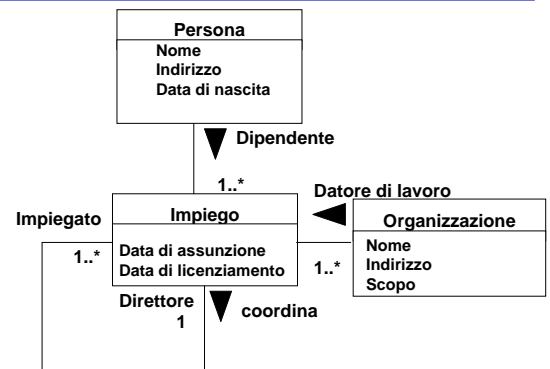 Persona
Nome
Indirizzo
Data di nascita
Dipendente
1..*
Datore di lavoro
Impiegato
1..*
Impiego
Data di assunzione
Data di licenziamento
1..*
Organizzazione
Nome
Indirizzo
Scopo
Direttore
1
coordina